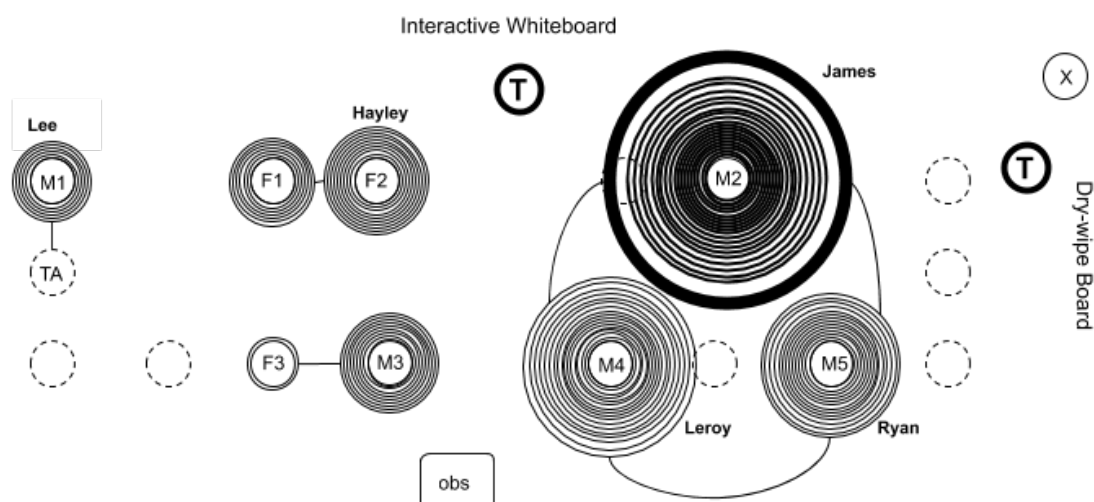 Interactive Whiteboard
T
James
X
Lee
Hayley
T
M1
F1
F2
M2
Dry-wipe Board
TA
F3
M3
M4
M5
Leroy
Ryan
obs